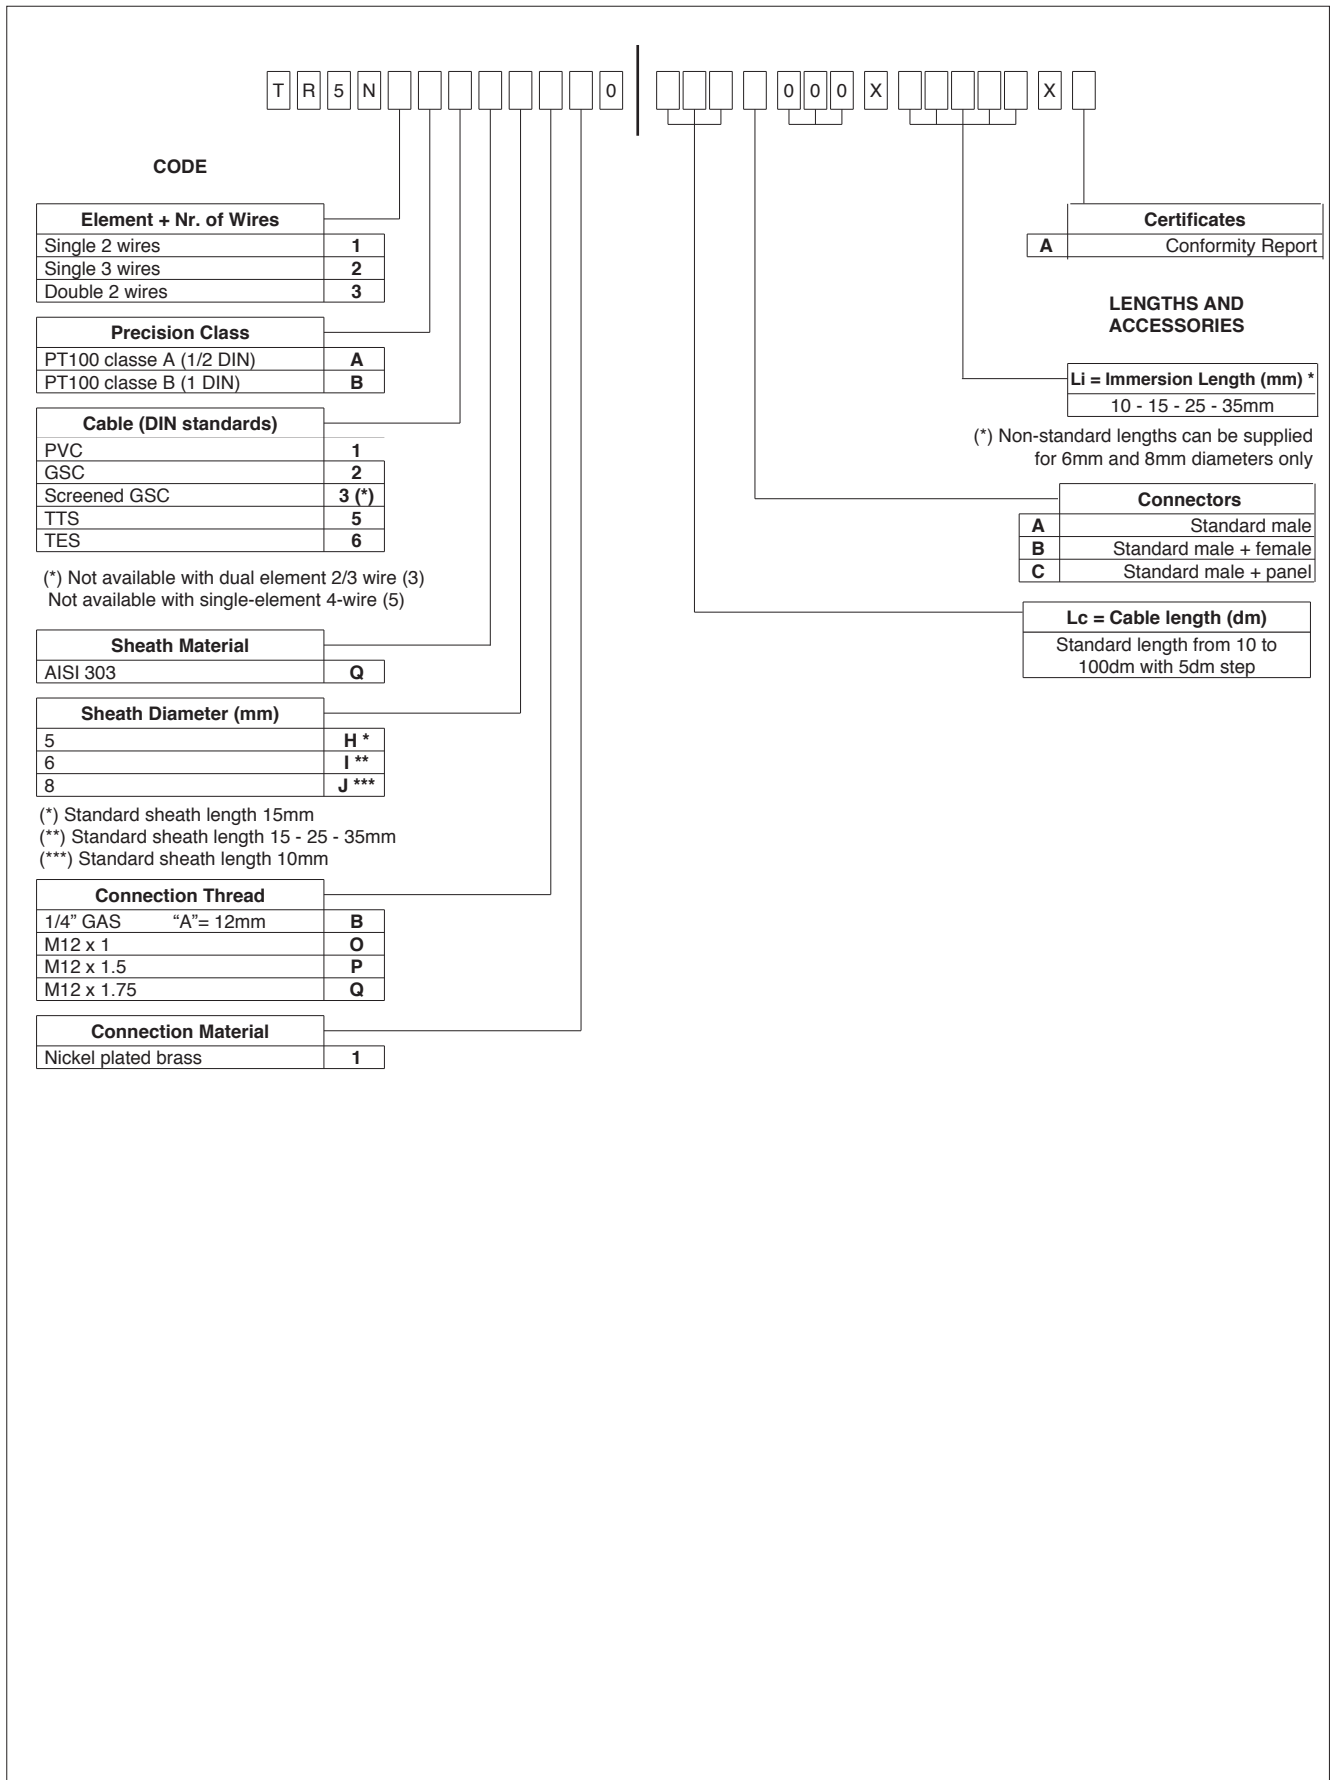 T R 5 N 0 0 0 0 X X
CODE
Element + Nr. of Wires
Single 2 wires 1
Single 3 wires 2
Double 2 wires 3
Precision Class
PT100 classe A (1/2 DIN) A
PT100 classe B (1 DIN) B
Cable (DIN standards)
PVC 1
GSC 2
Screened GSC 3 (*)
TTS 5
TES 6
(*) Not available with dual element 2/3 wire (3)
Not available with single-element 4-wire (5)
Sheath Material
AISI 303 Q
Sheath Diameter (mm)
5 H *
6 I **
8 J ***
(*) Standard sheath length 15mm
(**) Standard sheath length 15 - 25 - 35mm
(***) Standard sheath length 10mm
Connection Thread
1/4” GAS “A”= 12mm B
M12 x 1 O
M12 x 1.5 P
M12 x 1.75 Q
Connection Material
Nickel plated brass 1
Certificates
A Conformity Report
LENGTHS AND
ACCESSORIES
Li = Immersion Length (mm) *
10 - 15 - 25 - 35mm
(*) Non-standard lengths can be supplied
for 6mm and 8mm diameters only
Connectors
A Standard male
B Standard male + female
C Standard male + panel
Lc = Cable length (dm)
Standard length from 10 to
100dm with 5dm step